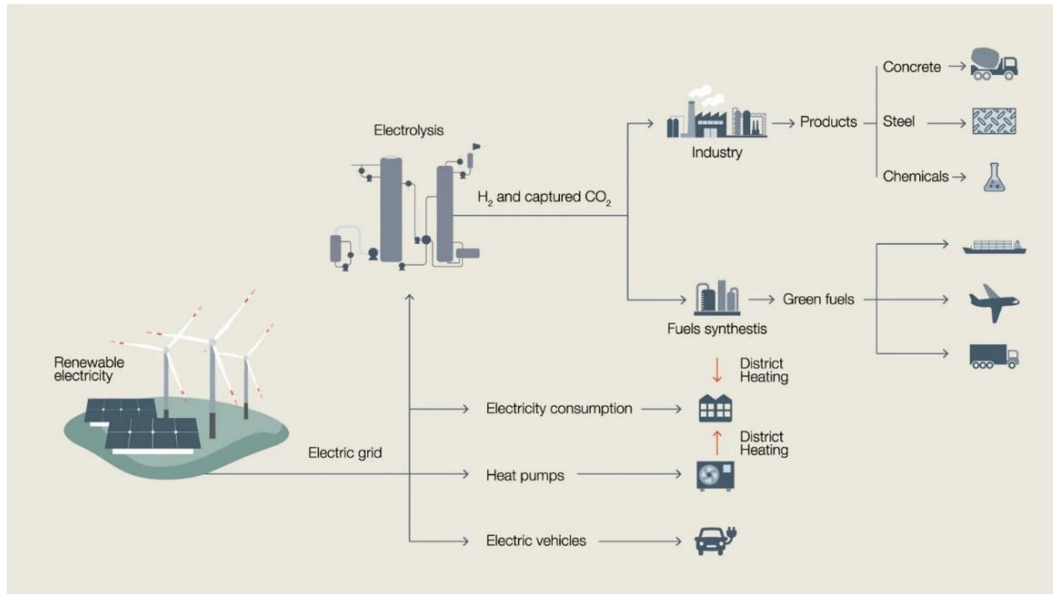 Electrolysis
H₂ and captured CO₂
Industry
Products
Concrete
Steel
Chemicals
Fuels synthestis
Green fuels
District
Heating
Renewable
electricity
Electric grid
Electricity consumption
District
Heating
Heat pumps
Electric vehicles